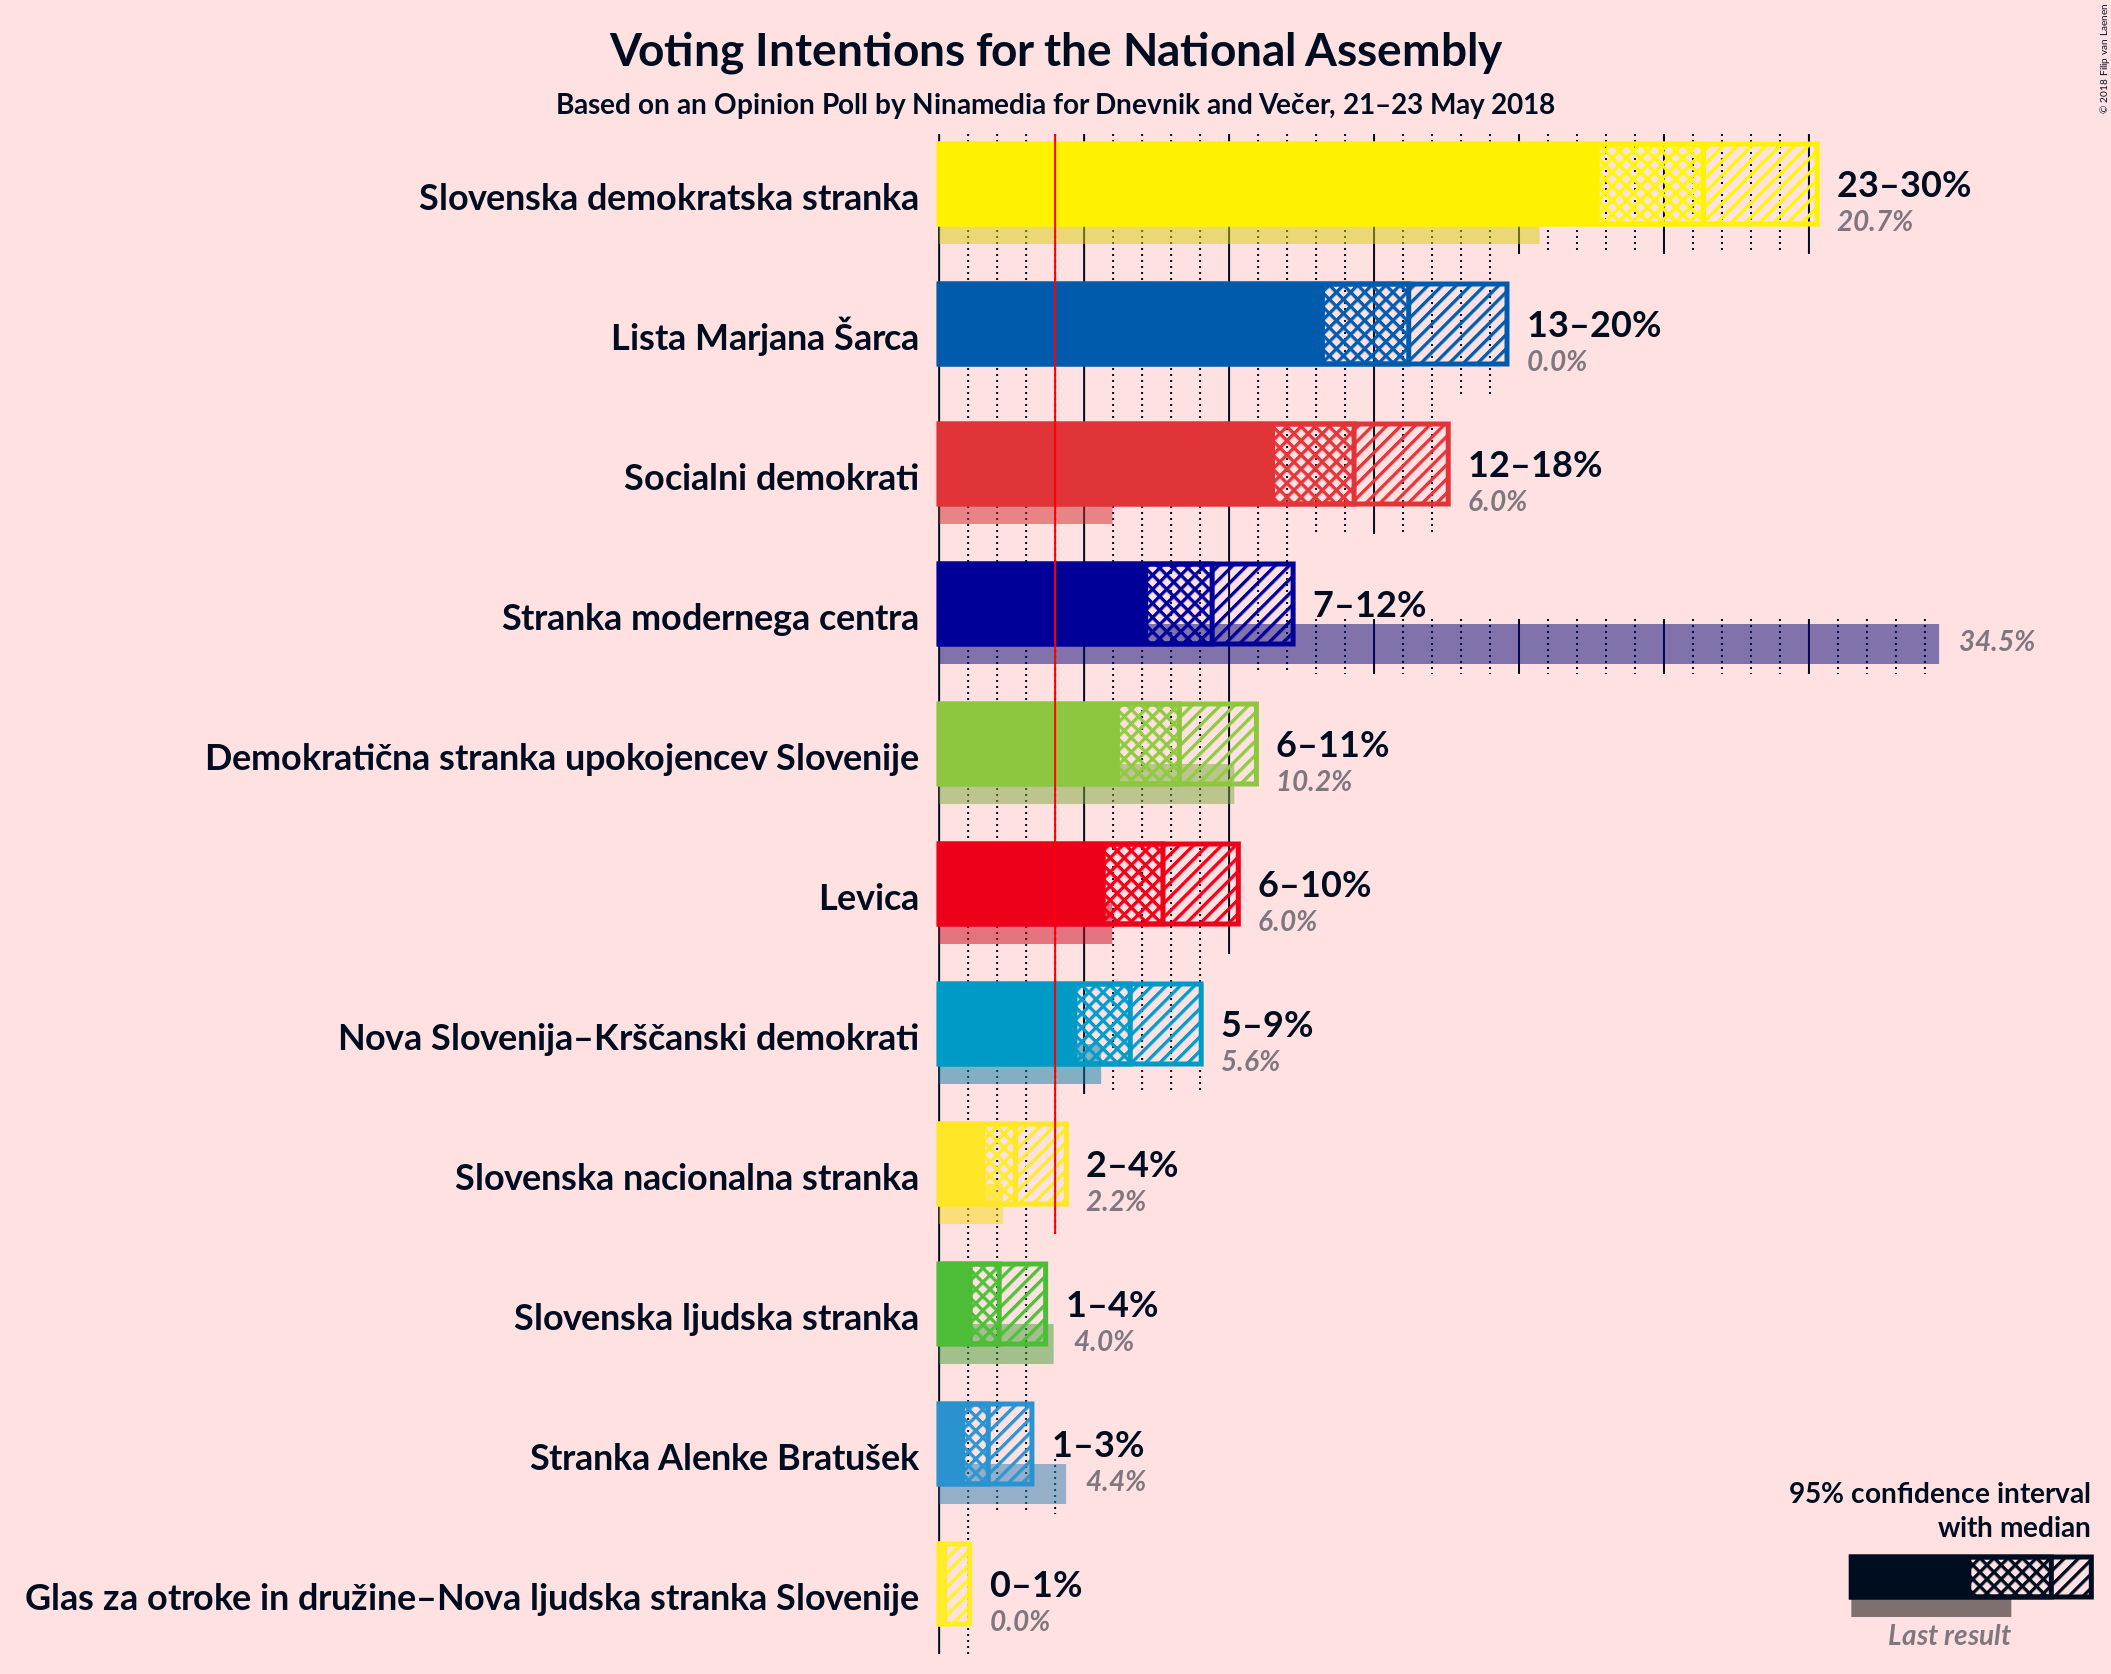 Voting Intentions for the National Assembly
Based on an Opinion Poll by Ninamedia for Dnevnik and Večer, 21–23 May 2018
© 2018 Filip van Laenen
Slovenska demokratska stranka
23–30%
20.7%
Lista Marjana Šarca
13–20%
0.0%
Socialni demokrati
12–18%
6.0%
Stranka modernega centra
7–12%
34.5%
Demokratična stranka upokojencev Slovenije
6–11%
10.2%
Levica
6–10%
6.0%
Nova Slovenija–Krščanski demokrati
5–9%
5.6%
Slovenska nacionalna stranka
2–4%
2.2%
Slovenska ljudska stranka
1–4%
4.0%
Stranka Alenke Bratušek
1–3%
4.4%
Glas za otroke in družine–Nova ljudska stranka Slovenije
0–1%
0.0%
95% confidence interval
with median
Last result